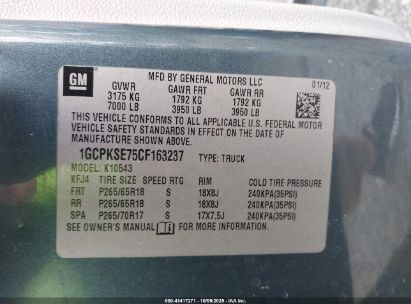 GM
MFD BY GENERAL MOTORS LLC
01/12
GVWR GAWR FRT GAWR RR
3175 KG 1792 KG 1792 KG
7000 LB 3950 LB 3950 LB
THIS VEHICLE CONFORMS TO ALL APPLICABLE U.S. FEDERAL MOTOR
VEHICLE SAFETY STANDARDS IN EFFECT ON THE DATE OF
MANUFACTURE SHOWN ABOVE.
1GCPKSE75CF163237 TYPE: TRUCK
MODEL: K10543
KFJ4 TIRE SIZE SPEED RTG RIM COLD TIRE PRESSURE
FRT P265/65R18 S 18X8J 240KPA(35PSI)
RR P265/65R18 S 18X8J 240KPA(35PSI)
SPA P265/70R17 S 17X7.5J 240KPA(35PSI)
SEE OWNER'S MANUAL FOR MORE INFORMATION.